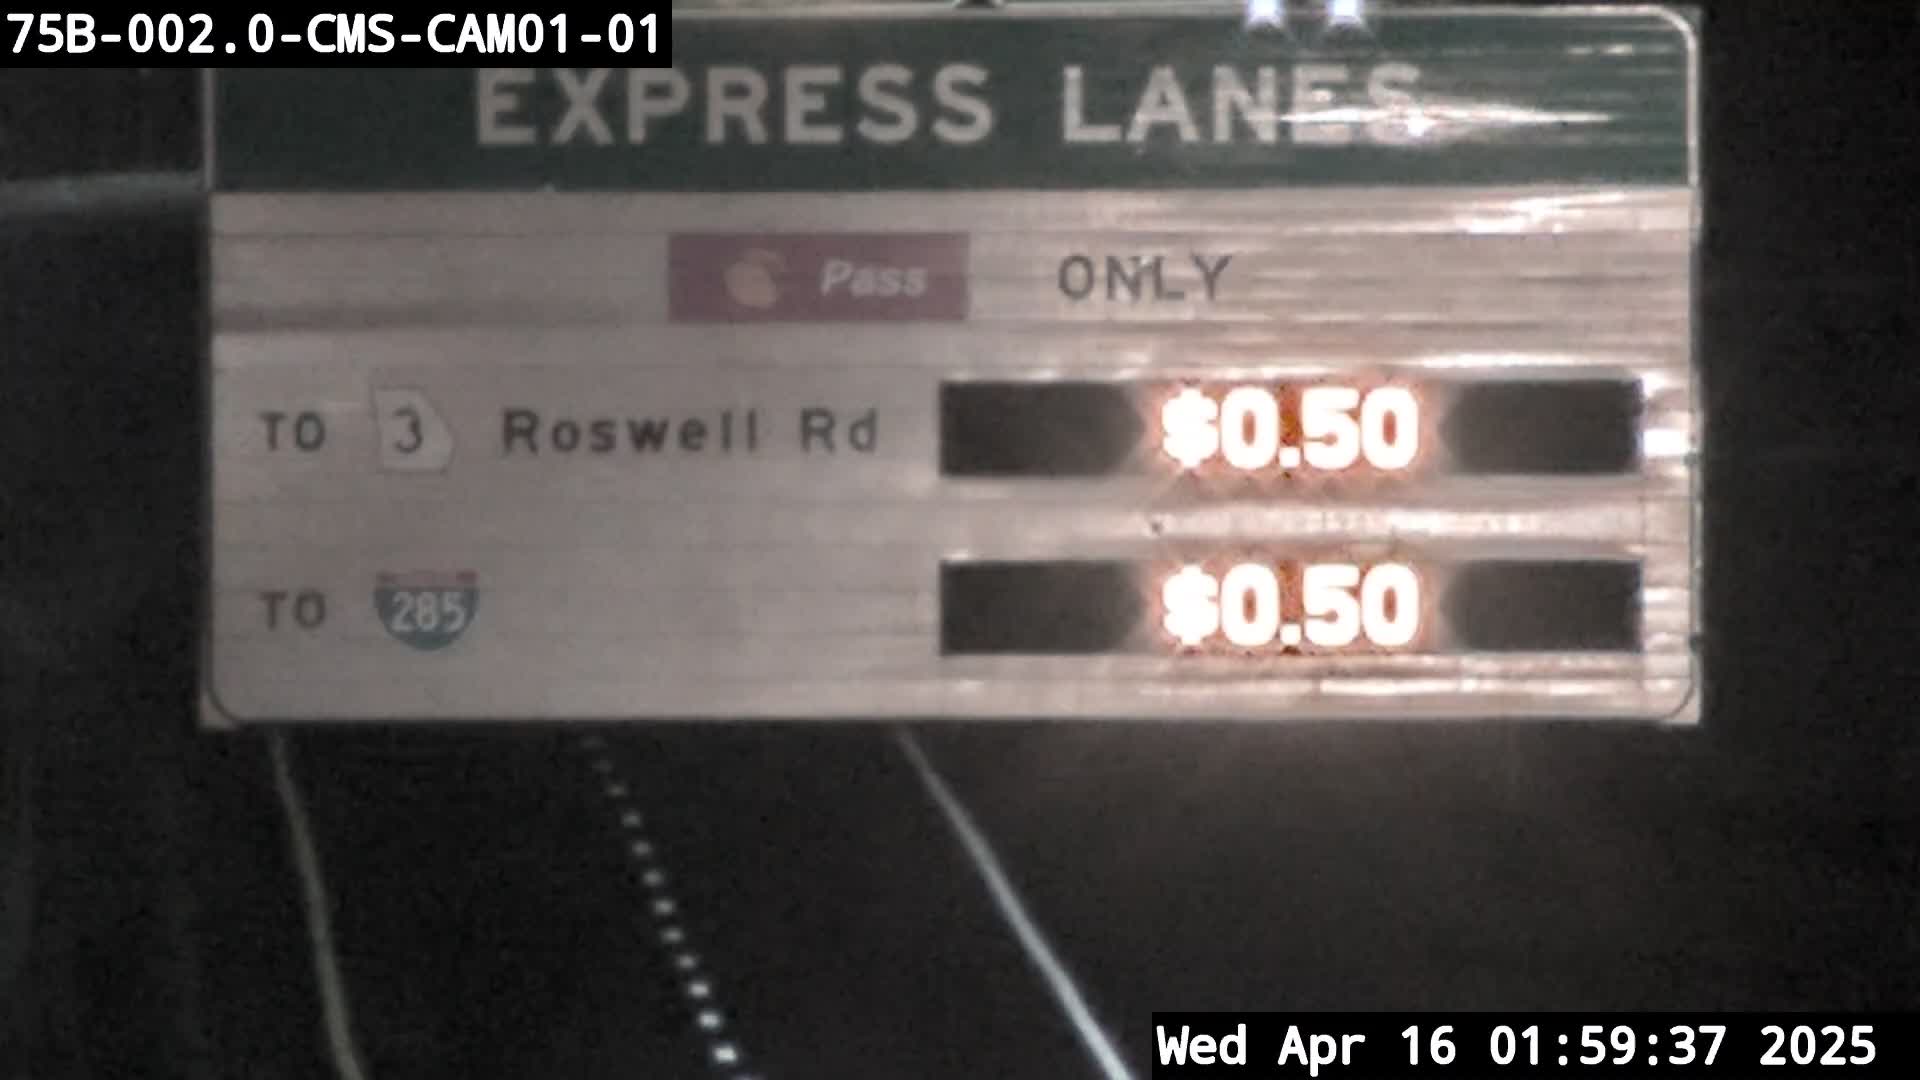 75B-002.0-CMS-CAM01-01
EXPRESS LANES
Pass ONLY
TO 3 Roswell Rd $0.50
TO 285 $0.50
Wed Apr 16 01:59:37 2025